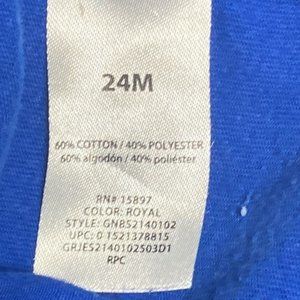 24M
60% COTTON / 40% POLYESTER
60% algodón / 40% poliéster
RN# 15897
COLOR: ROYAL
STYLE: GNBS2140102
UPC: 0 1521378815
GRJES2140102503D1
RPC